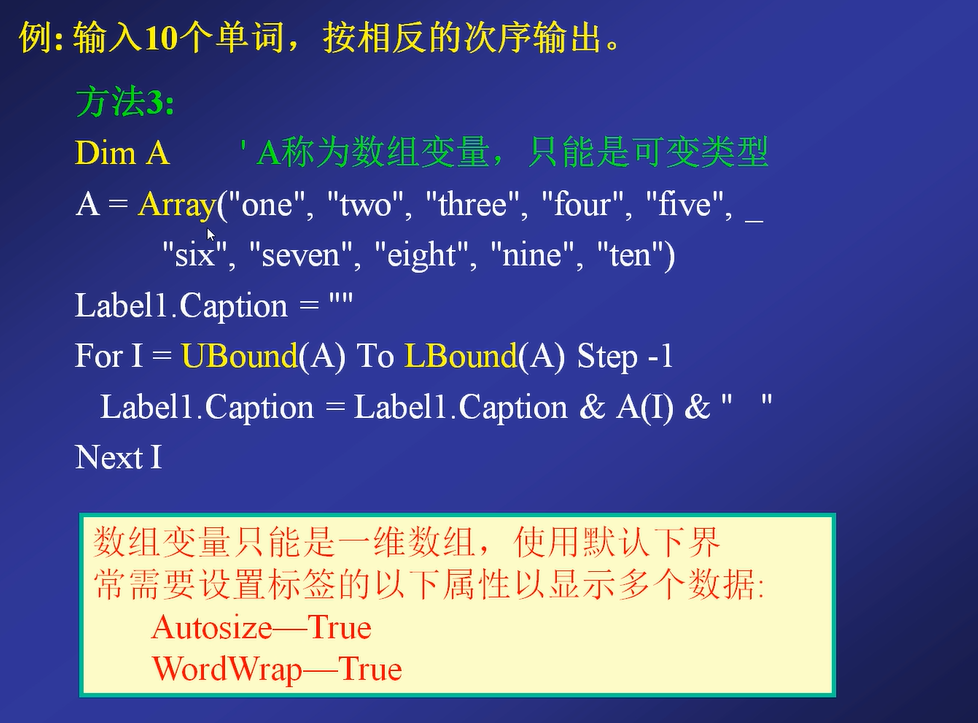 例: 输入10个单词，按相反的次序输出。
方法3:
Dim A ' A称为数组变量，只能是可变类型
A = Array("one", "two", "three", "four", "five", _
"six", "seven", "eight", "nine", "ten")
Label1.Caption = ""
For I = UBound(A) To LBound(A) Step -1
Label1.Caption = Label1.Caption & A(I) & "  "
Next I
数组变量只能是一维数组，使用默认下界
常需要设置标签的以下属性以显示多个数据:
Autosize—True
WordWrap—True